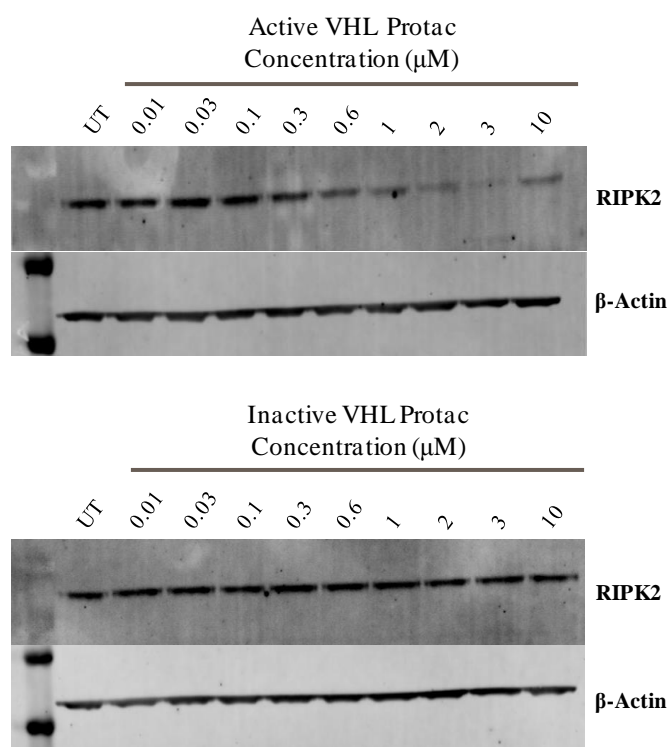 Active VHL Protac
Concentration (μM)
UT 0.01 0.03 0.1 0.3 0.6 1 2 3 10
RIPK2
β-Actin
Inactive VHL Protac
Concentration (μM)
UT 0.01 0.03 0.1 0.3 0.6 1 2 3 10
RIPK2
β-Actin